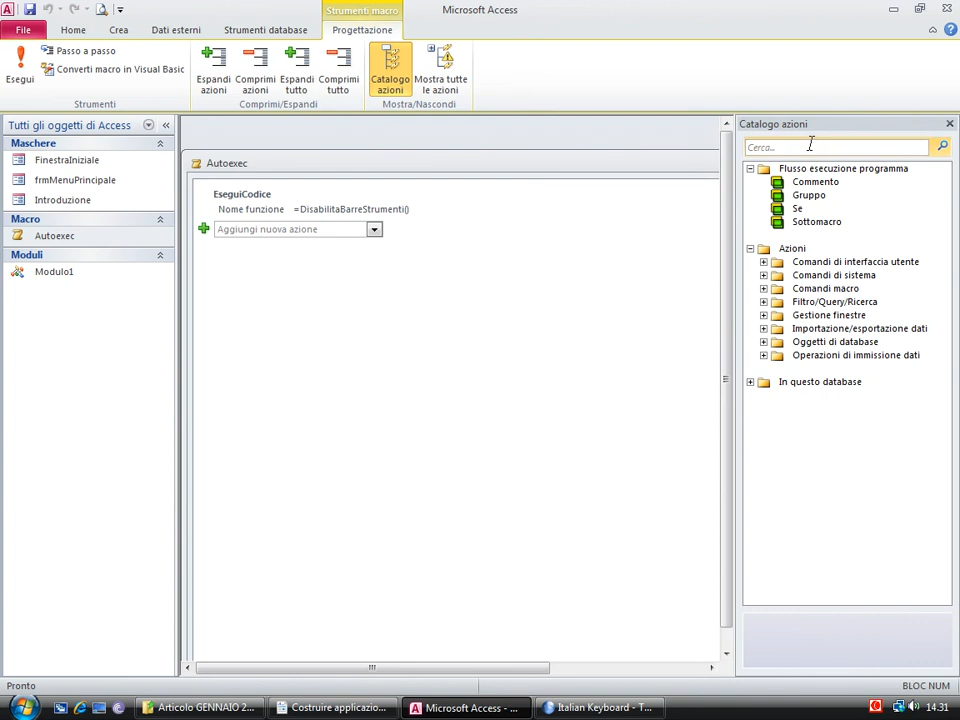 Strumenti macro
Microsoft Access
File
Home
Crea
Dati esterni
Strumenti database
Progettazione
Esegui
Passo a passo
Converti macro in Visual Basic
Strumenti
Espandi azioni
Comprimi azioni
Espandi tutto
Comprimi tutto
Comprimi/Espandi
Catalogo azioni
Mostra tutte le azioni
Mostra/Nascondi
Tutti gli oggetti di Access
Maschere
FinestraIniziale
frmMenuPrincipale
Introduzione
Macro
Autoexec
Moduli
Modulo1
Autoexec
EseguiCodice
Nome funzione =DisabilitaBarreStrumenti()
Aggiungi nuova azione
Catalogo azioni
Cerca...
Flusso esecuzione programma
Commento
Gruppo
Se
Sottomacro
Azioni
Comandi di interfaccia utente
Comandi di sistema
Comandi macro
Filtro/Query/Ricerca
Gestione finestre
Importazione/esportazione dati
Oggetti di database
Operazioni di immissione dati
In questo database
Pronto
BLOC NUM
Articolo GENNAIO 2...
Costruire applicazio...
Microsoft Access - ...
Italian Keyboard - T...
14.31